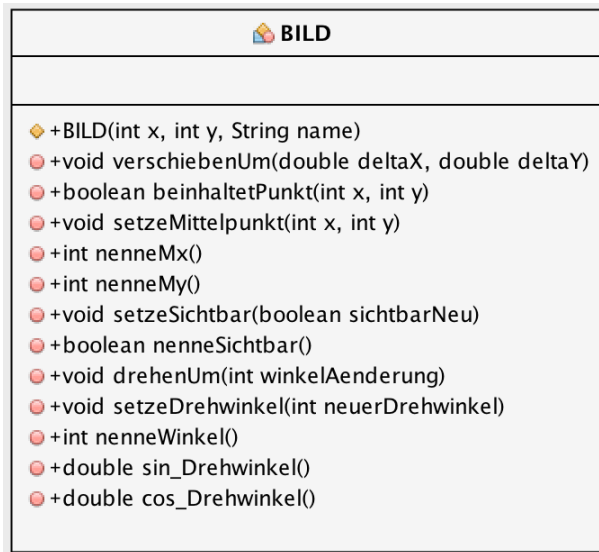 BILD
+BILD(int x, int y, String name)
+void verschiebenUm(double deltaX, double deltaY)
+boolean beinhaltetPunkt(int x, int y)
+void setzeMittelpunkt(int x, int y)
+int nenneMx()
+int nenneMy()
+void setzeSichtbar(boolean sichtbarNeu)
+boolean nenneSichtbar()
+void drehenUm(int winkelAenderung)
+void setzeDrehwinkel(int neuerDrehwinkel)
+int nenneWinkel()
+double sin_Drehwinkel()
+double cos_Drehwinkel()